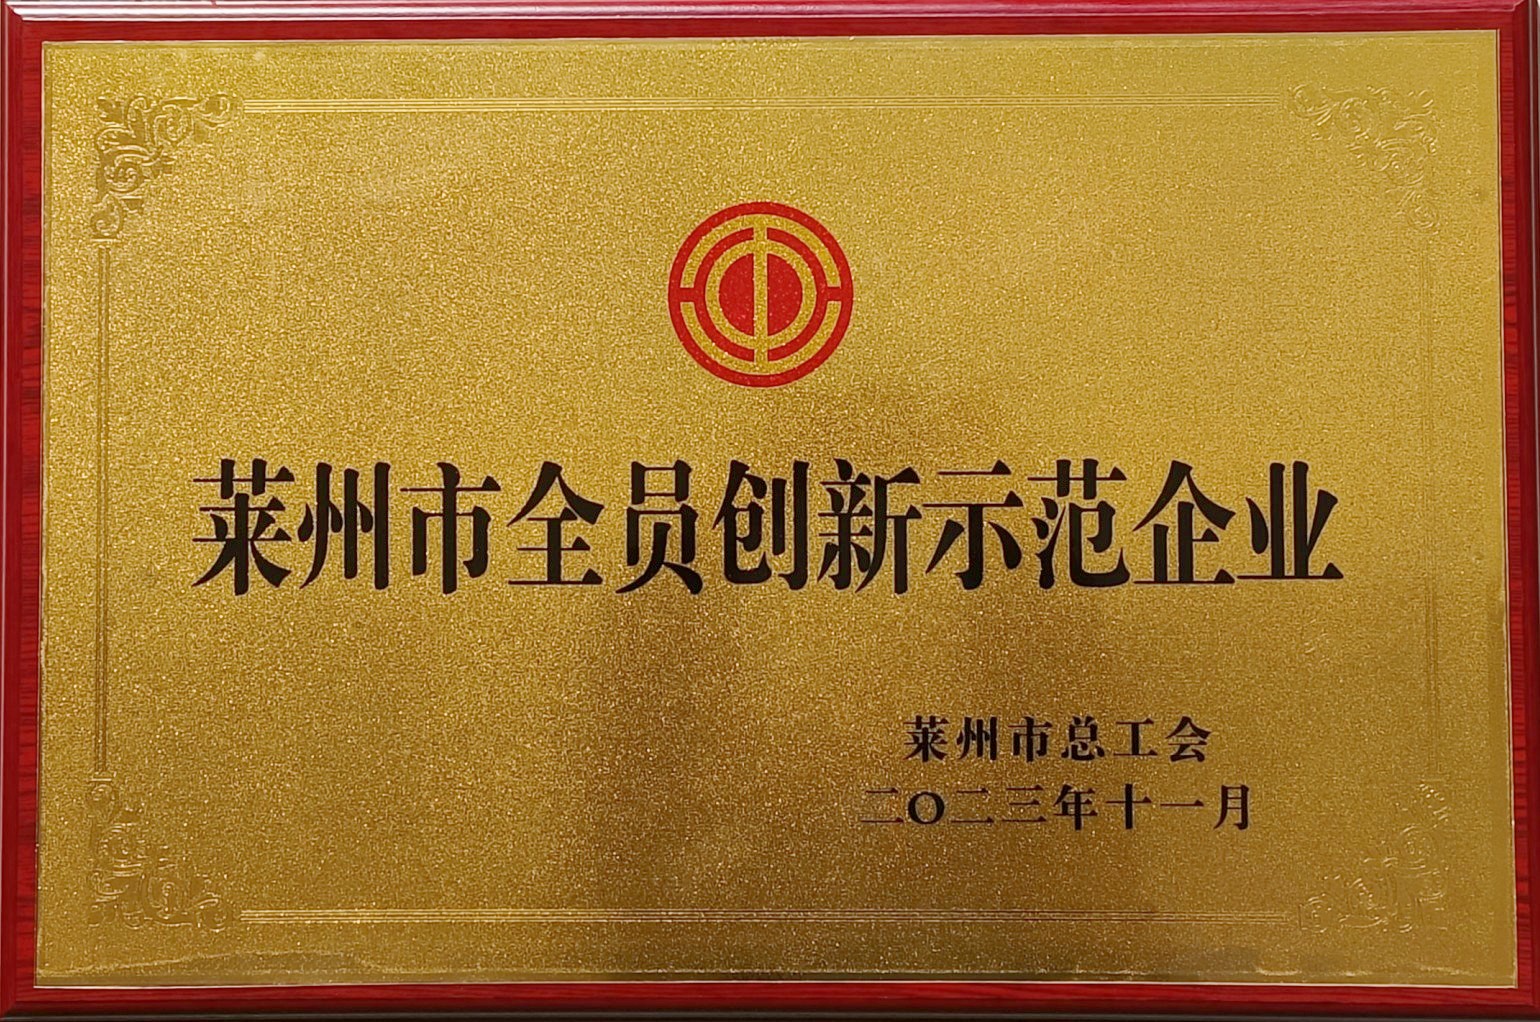 莱州市全员创新示范企业
莱州市总工会
二〇二三年十一月